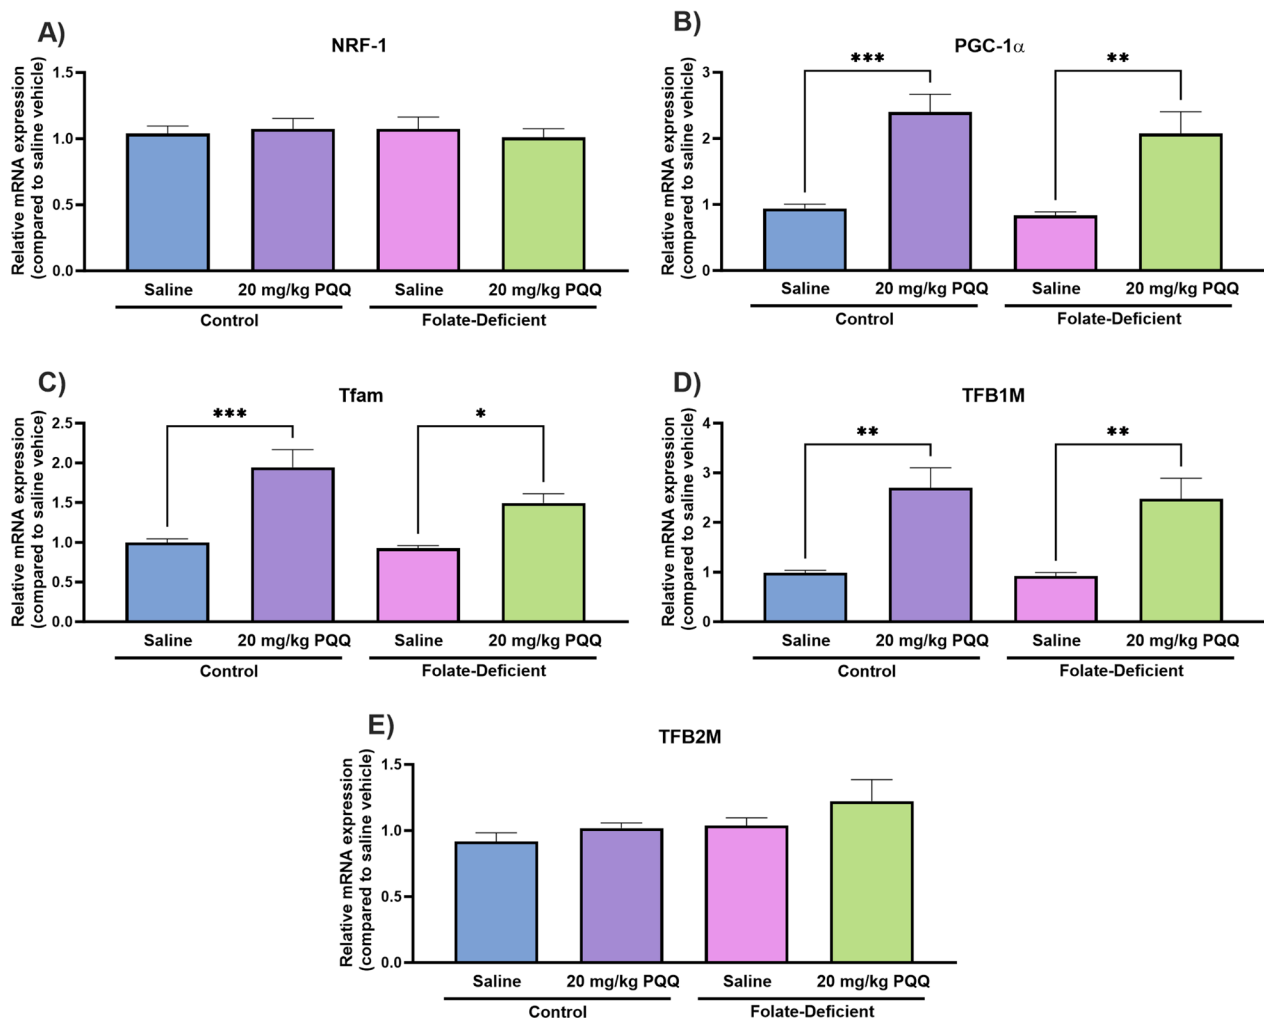 A)
NRF-1
Relative mRNA expression
(compared to saline vehicle)
1.5
1.0
0.5
0.0
Saline
20 mg/kg PQQ
Saline
20 mg/kg PQQ
Control
Folate-Deficient
B)
PGC-1α
Relative mRNA expression
(compared to saline vehicle)
3
2
1
0
***
**
Saline
20 mg/kg PQQ
Saline
20 mg/kg PQQ
Control
Folate-Deficient
C)
Tfam
Relative mRNA expression
(compared to saline vehice)
2.5
2.0
1.5
1.0
0.5
0.0
***
*
Saline
20 mg/kg PQQ
Saline
20 mg/kg PQQ
Control
Folate-Deficient
D)
TFB1M
Relative mRNA expression
(compared to saline vehicle)
4
3
2
1
0
**
**
Saline
20 mg/kg PQQ
Saline
20 mg/kg PQQ
Control
Folate-Deficient
E)
TFB2M
Relative mRNA expression
(compared to saline vehicle)
1.5
1.0
0.5
0.0
Saline
20 mg/kg PQQ
Saline
20 mg/kg PQQ
Control
Folate-Deficient